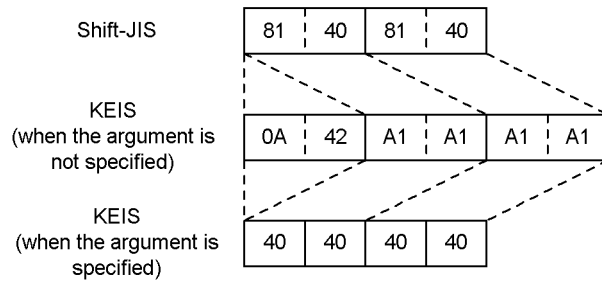 Shift-JIS
81 40 81 40
KEIS
(when the argument is
not specified)
0A 42 A1 A1 A1 A1
KEIS
(when the argument is
specified)
40 40 40 40